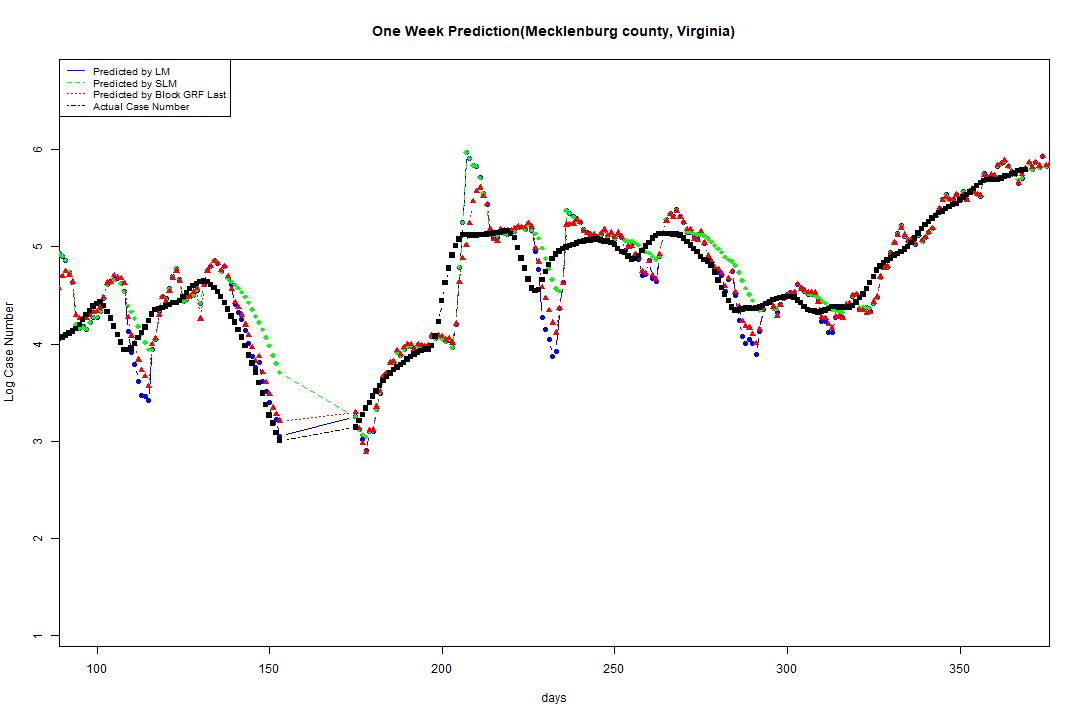 One Week Prediction(Mecklenburg county, Virginia)
Predicted by LM
Predicted by SLM
Predicted by Block GRF Last
Actual Case Number
6
5
4
3
2
1
Log Case Number
100 150 200 250 300 350
days